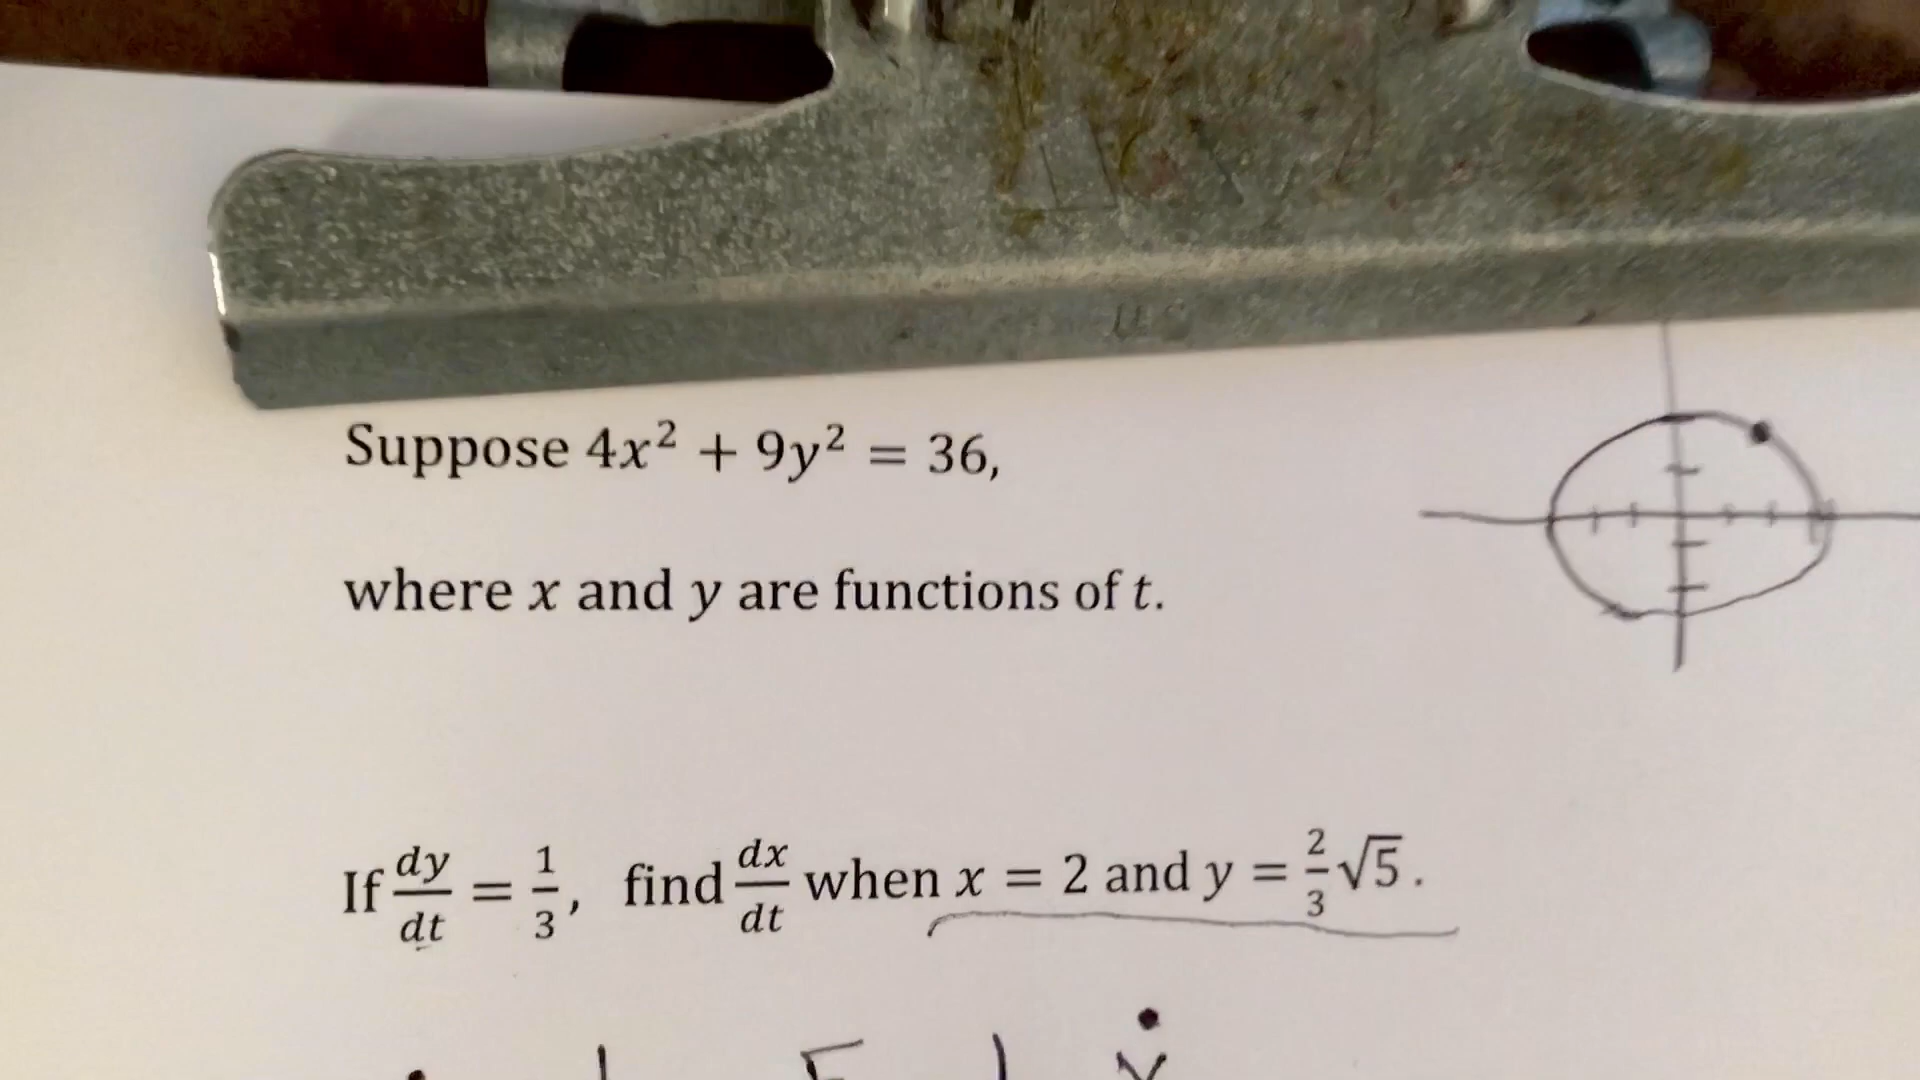 Suppose 4x² + 9y² = 36,
where x and y are functions of t.
If dy/dt = 1/3, find dx/dt when x = 2 and y = 2/3 √5.